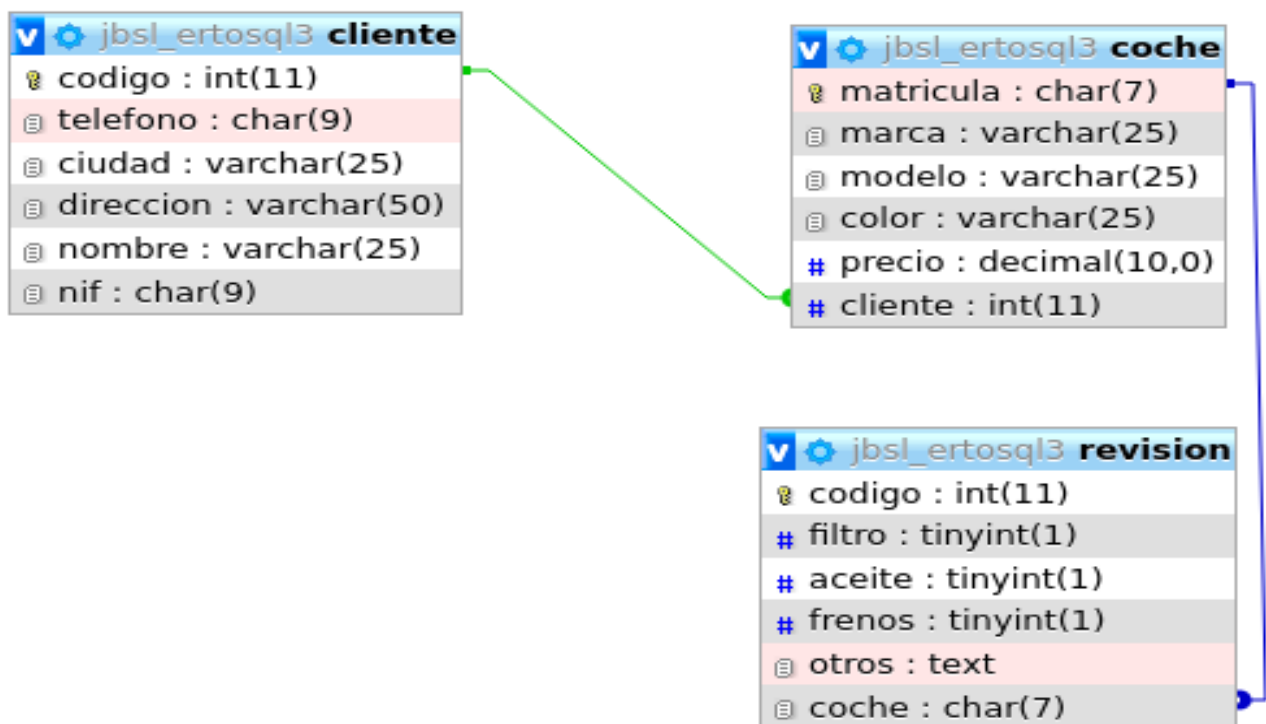 v jbsl_ertosql3 cliente
codigo : int(11)
telefono : char(9)
ciudad : varchar(25)
direccion : varchar(50)
nombre : varchar(25)
nif : char(9)
v jbsl_ertosql3 coche
matricula : char(7)
marca : varchar(25)
modelo : varchar(25)
color : varchar(25)
# precio : decimal(10,0)
# cliente : int(11)
v jbsl_ertosql3 revision
codigo : int(11)
# filtro : tinyint(1)
# aceite : tinyint(1)
# frenos : tinyint(1)
otros : text
coche : char(7)